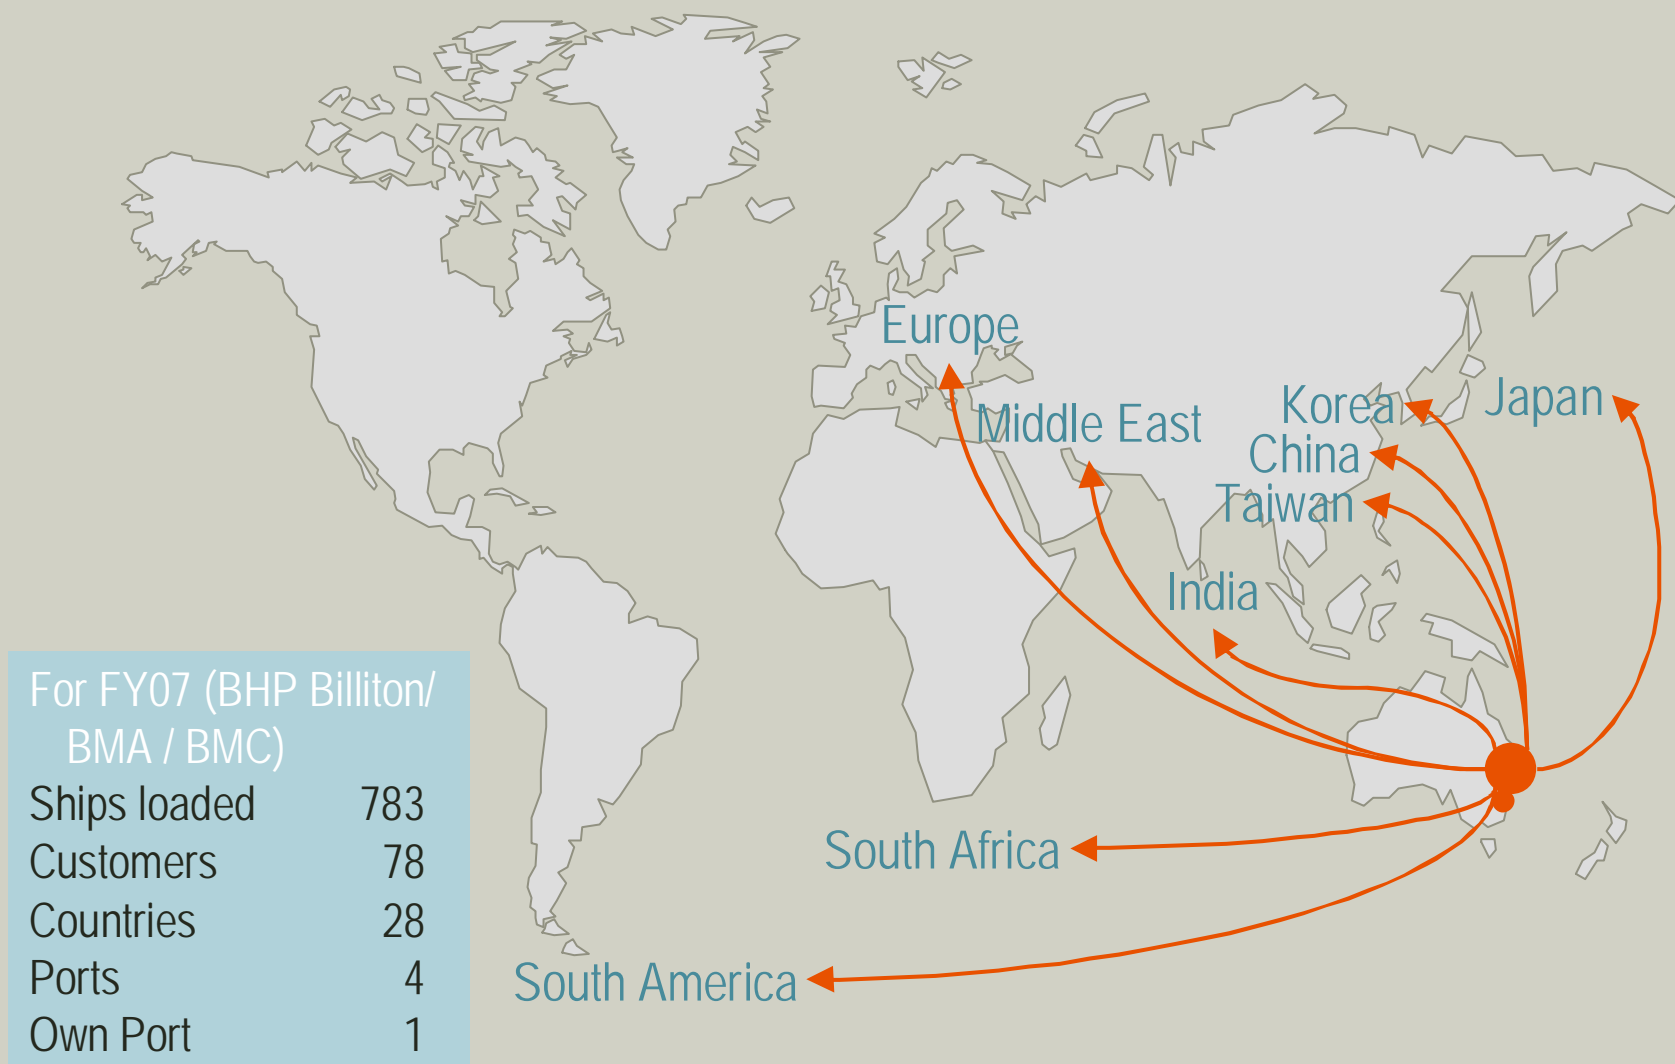 Europe
Middle East
Korea
Japan
China
Taiwan
India
For FY07 (BHP Billiton/
BMA / BMC)
Ships loaded 783
Customers 78
Countries 28
Ports 4
Own Port 1
South Africa
South America